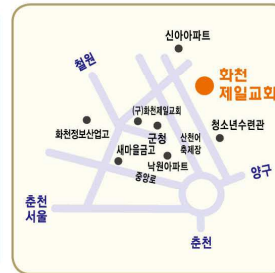 신아아파트
철원
화천
제일교회
(구)화천제일교회
화천정보산업고
군청
산천어
축제장
청소년수련관
새마을금고
낙원아파트
중앙로
양구
춘천
서울
춘천